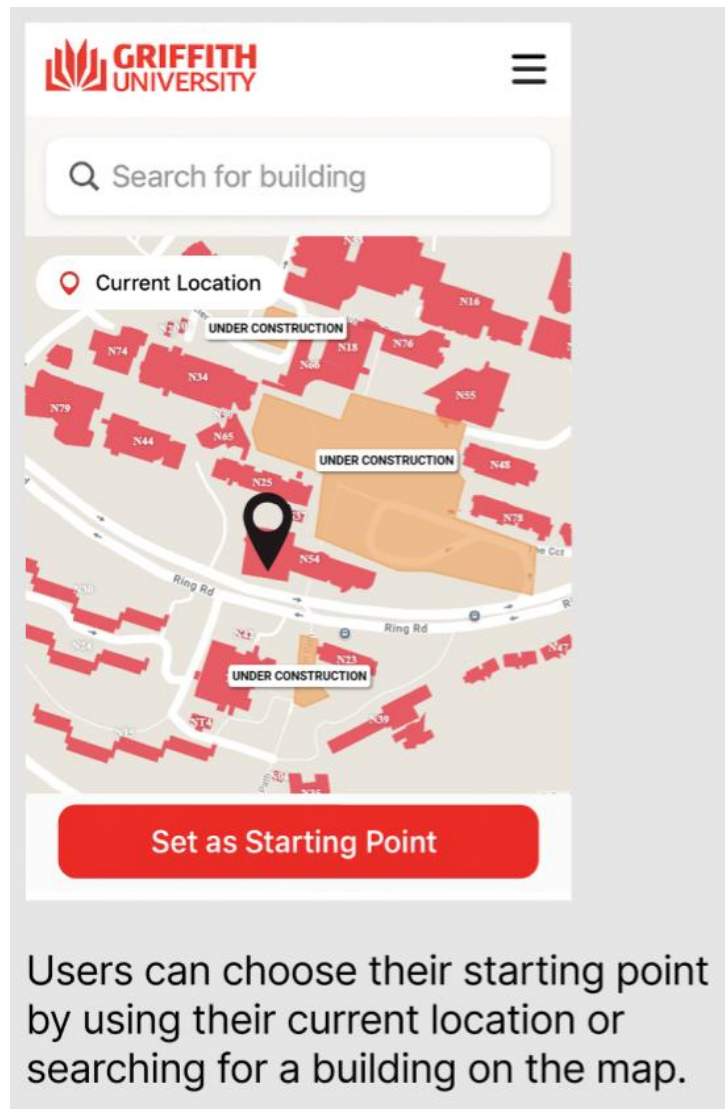 GRIFFITH
UNIVERSITY
Search for building
Current Location
N16
UNDER CONSTRUCTION
N74
N18
N76
N66
N34
N55
N79
N65
N44
UNDER CONSTRUCTION
N48
N25
N78
N54
Ring Rd
Ring Rd
N23
UNDER CONSTRUCTION
N39
Path
Set as Starting Point
Users can choose their starting point
by using their current location or
searching for a building on the map.